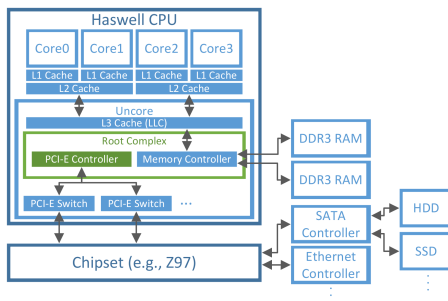 Haswell CPU
Core0 Core1 Core2 Core3
L1 Cache L1 Cache L1 Cache L1 Cache
L2 Cache L2 Cache
Uncore
L3 Cache (LLC)
Root Complex
PCI-E Controller Memory Controller
PCI-E Switch PCI-E Switch ...
Chipset (e.g., Z97)
DDR3 RAM
DDR3 RAM
SATA
Controller
Ethernet
Controller
HDD
SSD